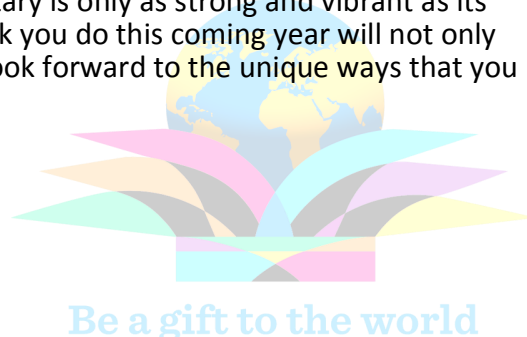 tary is only as strong and vibrant as its
k you do this coming year will not only
ook forward to the unique ways that you
Be a gift to the world